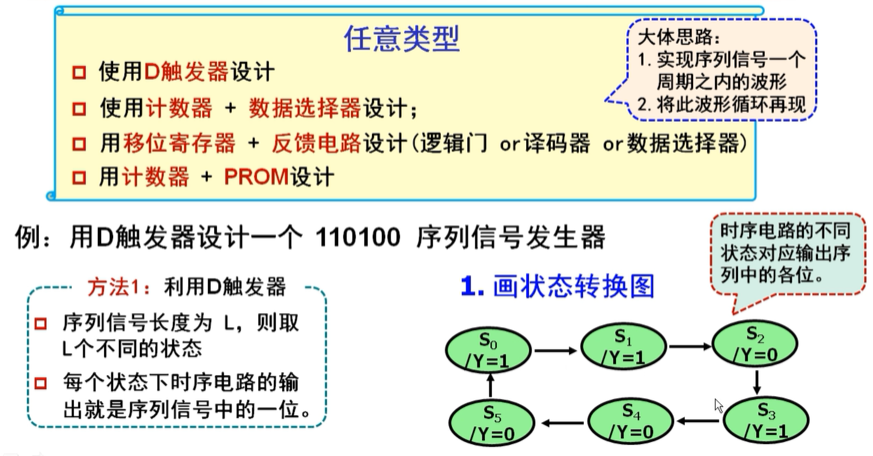 任意类型
使用D触发器设计
使用计数器 + 数据选择器设计;
用移位寄存器 + 反馈电路设计(逻辑门 or译码器 or数据选择器)
用计数器 + PROM设计
大体思路:
1. 实现序列信号一个
周期之内的波形
2. 将此波形循环再现
例: 用D触发器设计一个 110100 序列信号发生器
方法1: 利用D触发器
序列信号长度为 L, 则取
L个不同的状态
每个状态下时序电路的输
出就是序列信号中的一位。
1. 画状态转换图
时序电路的不同
状态对应输出序
列中的各位。
S0
/Y=1
S1
/Y=1
S2
/Y=0
S3
/Y=1
S4
/Y=0
S5
/Y=0